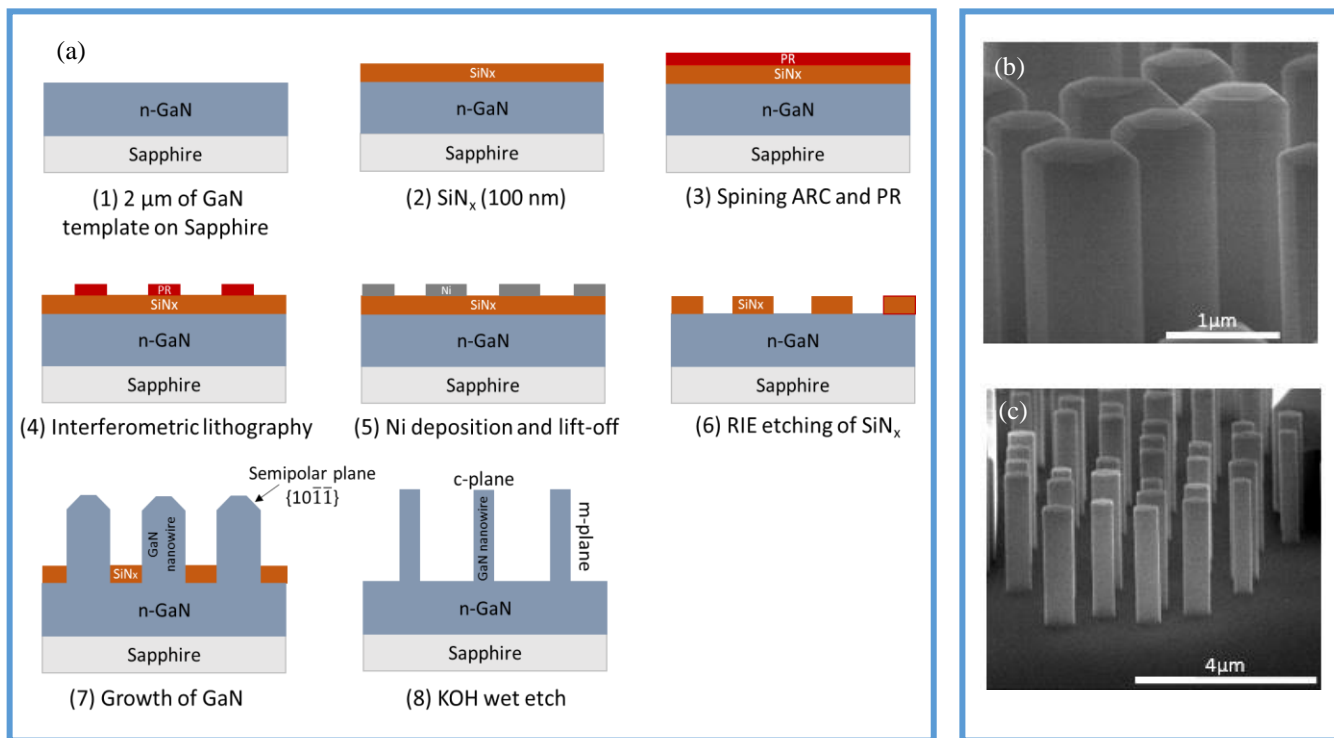 (a)
n-GaN
Sapphire
(1) 2 µm of GaN
template on Sapphire
SiNx
n-GaN
Sapphire
(2) SiNₓ (100 nm)
PR
SiNx
n-GaN
Sapphire
(3) Spining ARC and PR
PR
SiNx
n-GaN
Sapphire
(4) Interferometric lithography
Ni
SiNx
n-GaN
Sapphire
(5) Ni deposition and lift-off
SiNx
n-GaN
Sapphire
(6) RIE etching of SiNₓ
Semipolar plane
{101̅1̅}
GaN
nanowire
SiNx
n-GaN
Sapphire
(7) Growth of GaN
c-plane
GaN nanowire
m-plane
n-GaN
Sapphire
(8) KOH wet etch
(b)
1µm
(c)
4µm